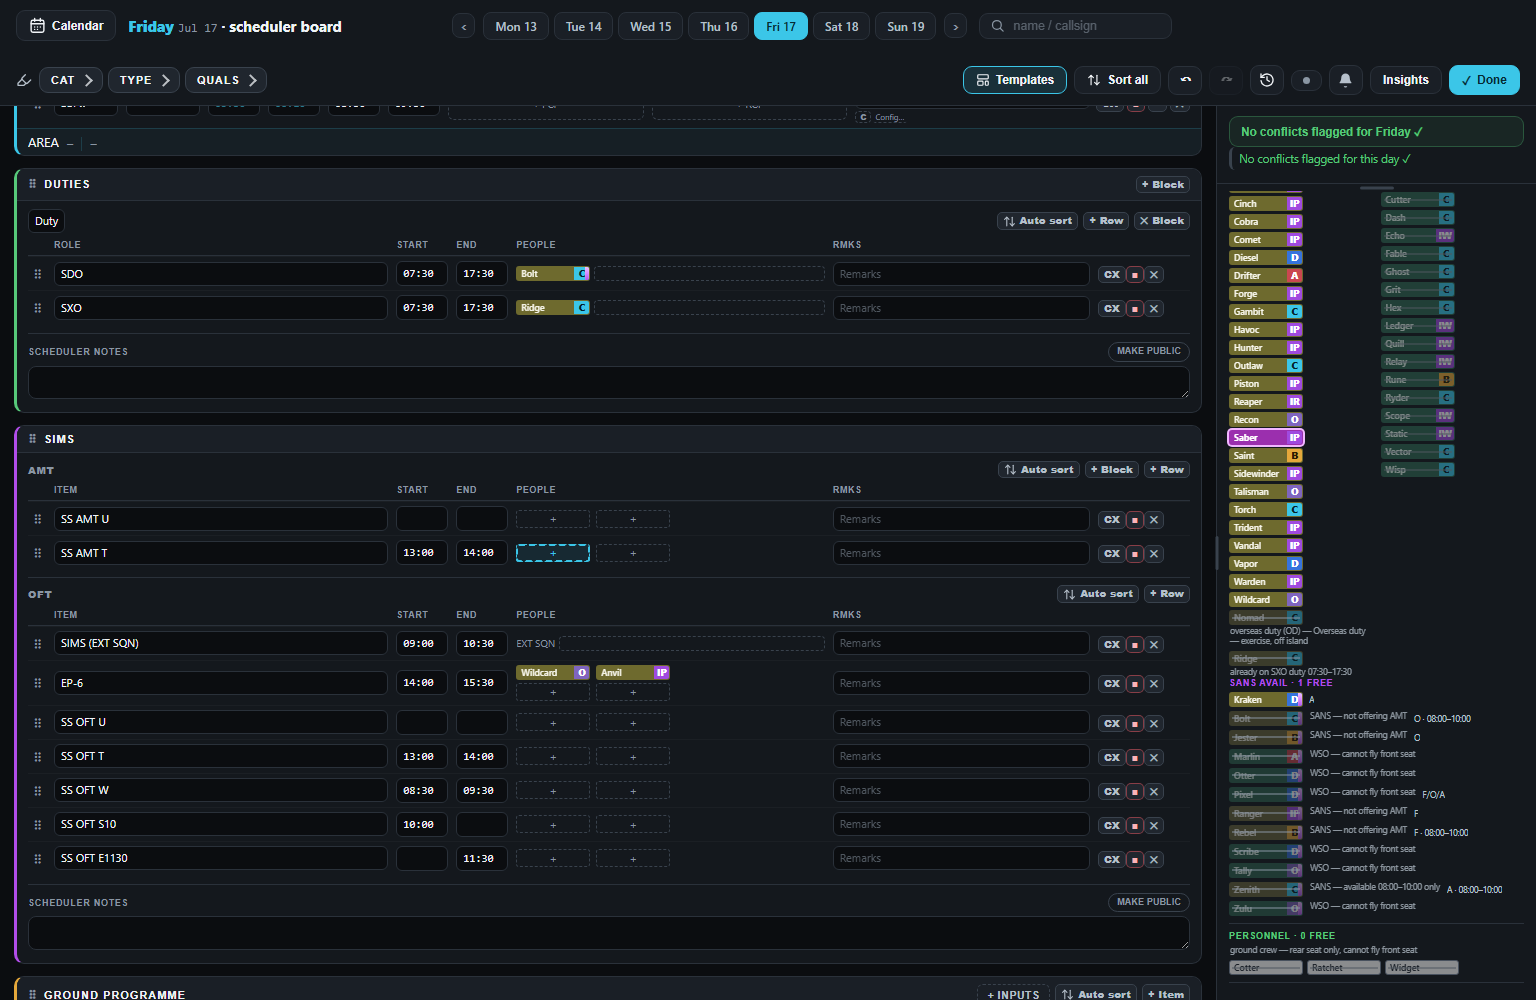 Calendar Friday Jul 17 · scheduler board ‹ Mon 13 Tue 14 Wed 15 Thu 16 Fri 17 Sat 18 Sun 19 › name / callsign
CAT TYPE QUALS Templates Sort all Insights ✓ Done
C Config...
AREA – –
DUTIES + Block
Duty Auto sort + Row ✕ Block
ROLE START END PEOPLE RMKS
SDO 07:30 17:30 Bolt C Remarks CX ✕
SXO 07:30 17:30 Ridge C Remarks CX ✕
SCHEDULER NOTES MAKE PUBLIC
SIMS
AMT Auto sort + Block + Row
ITEM START END PEOPLE RMKS
SS AMT U + + Remarks CX ✕
SS AMT T 13:00 14:00 + + Remarks CX ✕
OFT Auto sort + Row
ITEM START END PEOPLE RMKS
SIMS (EXT SQN) 09:00 10:30 EXT SQN Remarks CX ✕
EP-6 14:00 15:30 Wildcard O Anvil IP + + Remarks CX ✕
SS OFT U + + Remarks CX ✕
SS OFT T 13:00 14:00 + + Remarks CX ✕
SS OFT W 08:30 09:30 + + Remarks CX ✕
SS OFT S10 10:00 + + Remarks CX ✕
SS OFT E1130 11:30 + + Remarks CX ✕
SCHEDULER NOTES MAKE PUBLIC
GROUND PROGRAMME + INPUTS Auto sort + Item
No conflicts flagged for Friday ✓
No conflicts flagged for this day ✓
Cinch IP
Cobra IP
Comet IP
Diesel D
Drifter A
Forge IP
Gambit C
Havoc IP
Hunter IP
Outlaw C
Piston IP
Reaper IR
Recon O
Saber IP
Saint B
Sidewinder IP
Talisman O
Torch C
Trident IP
Vandal IP
Vapor D
Warden IP
Wildcard O
Nomad C
overseas duty (OD) — Overseas duty
— exercise, off island
Ridge C
already on SXO duty 07:30–17:30
Cutter C
Dash C
Echo IW
Fable C
Ghost C
Grit C
Hex C
Ledger IW
Quill IW
Relay IW
Rune B
Ryder C
Scope IW
Static IW
Vector C
Wisp C
SANS AVAIL · 1 FREE
Kraken D A
Bolt C SANS — not offering AMT O · 08:00–10:00
Jester B SANS — not offering AMT O
Marlin A WSO — cannot fly front seat
Otter D WSO — cannot fly front seat
Pixel D WSO — cannot fly front seat F/O/A
Ranger IP SANS — not offering AMT F
Rebel B SANS — not offering AMT F · 08:00–10:00
Scribe D WSO — cannot fly front seat
Tally O WSO — cannot fly front seat
Zenith C SANS — available 08:00–10:00 only A · 08:00–10:00
Zulu O WSO — cannot fly front seat
PERSONNEL · 0 FREE
ground crew — rear seat only, cannot fly front seat
Cotter Ratchet Widget